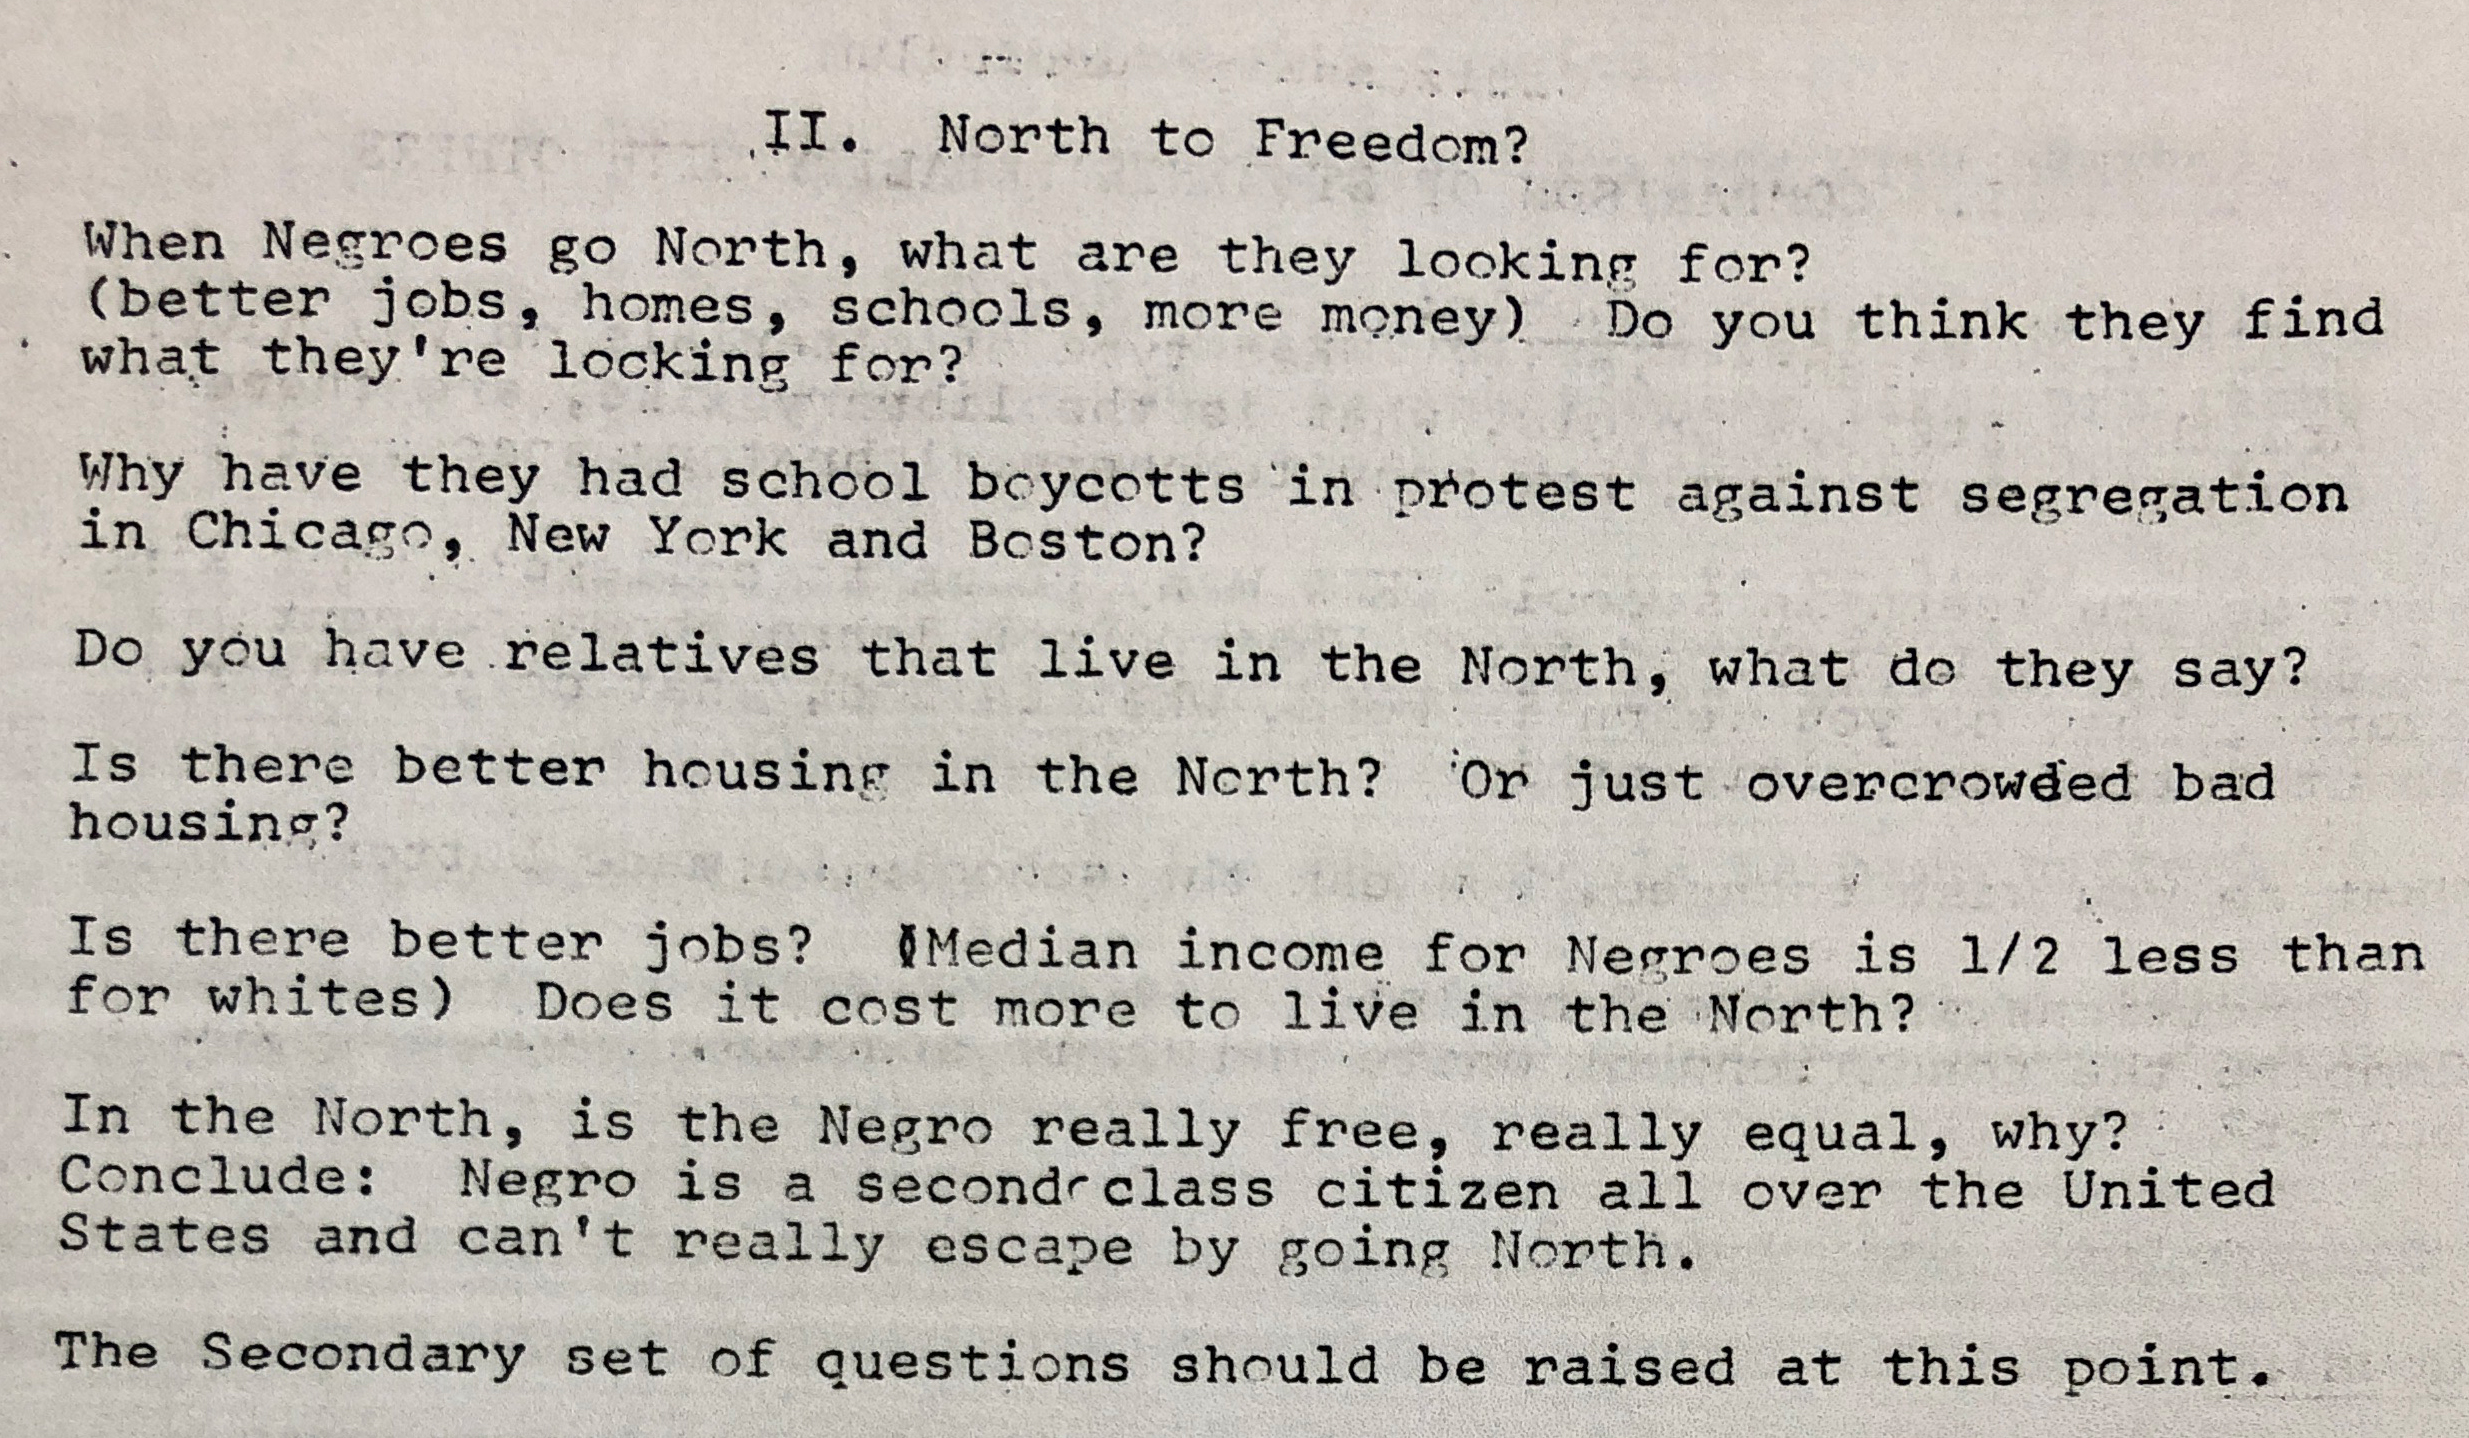 II. North to Freedom?
When Negroes go North, what are they looking for?
(better jobs, homes, schools, more money) Do you think they find
what they're looking for?
Why have they had school boycotts in protest against segregation
in Chicago, New York and Boston?
Do you have relatives that live in the North, what do they say?
Is there better housing in the North? Or just overcrowded bad
housing?
Is there better jobs? (Median income for Negroes is 1/2 less than
for whites) Does it cost more to live in the North?
In the North, is the Negro really free, really equal, why?
Conclude: Negro is a second-class citizen all over the United
States and can't really escape by going North.
The Secondary set of questions should be raised at this point.